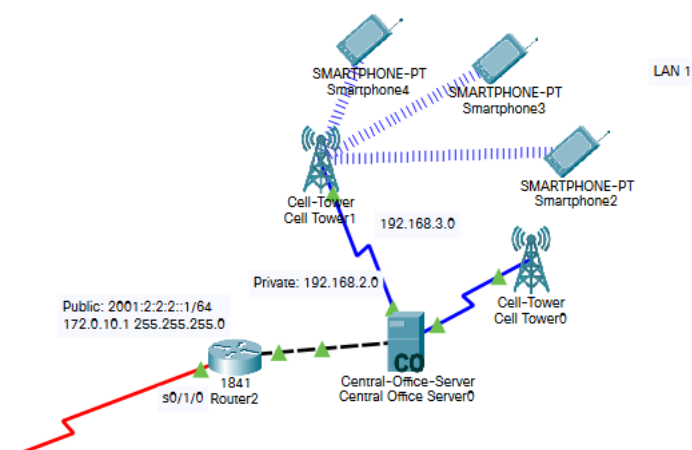 SMARTPHONE-PT
Smartphone4
SMARTPHONE-PT
Smartphone3
LAN 1
SMARTPHONE-PT
Smartphone2
Cell-Tower
Cell Tower1
192.168.3.0
Private: 192.168.2.0
Cell-Tower
Cell Tower0
Public: 2001:2:2:2::1/64
172.0.10.1 255.255.255.0
CO
1841
Router2
s0/1/0
Central-Office-Server
Central Office Server0